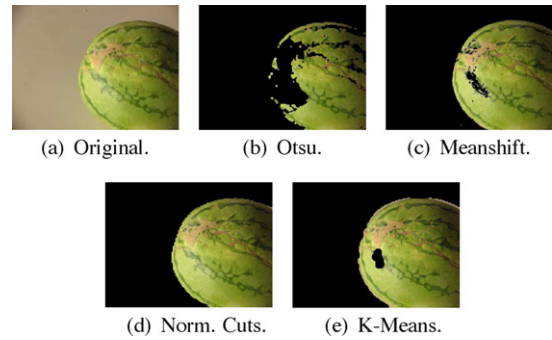 (a) Original.
(b) Otsu.
(c) Meanshift.
(d) Norm. Cuts.
(e) K-Means.